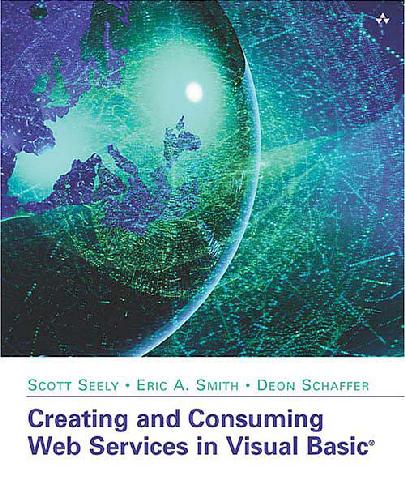 SCOTT SEELY • ERIC A. SMITH • DEON SCHAFFER
Creating and Consuming
Web Services in Visual Basic®